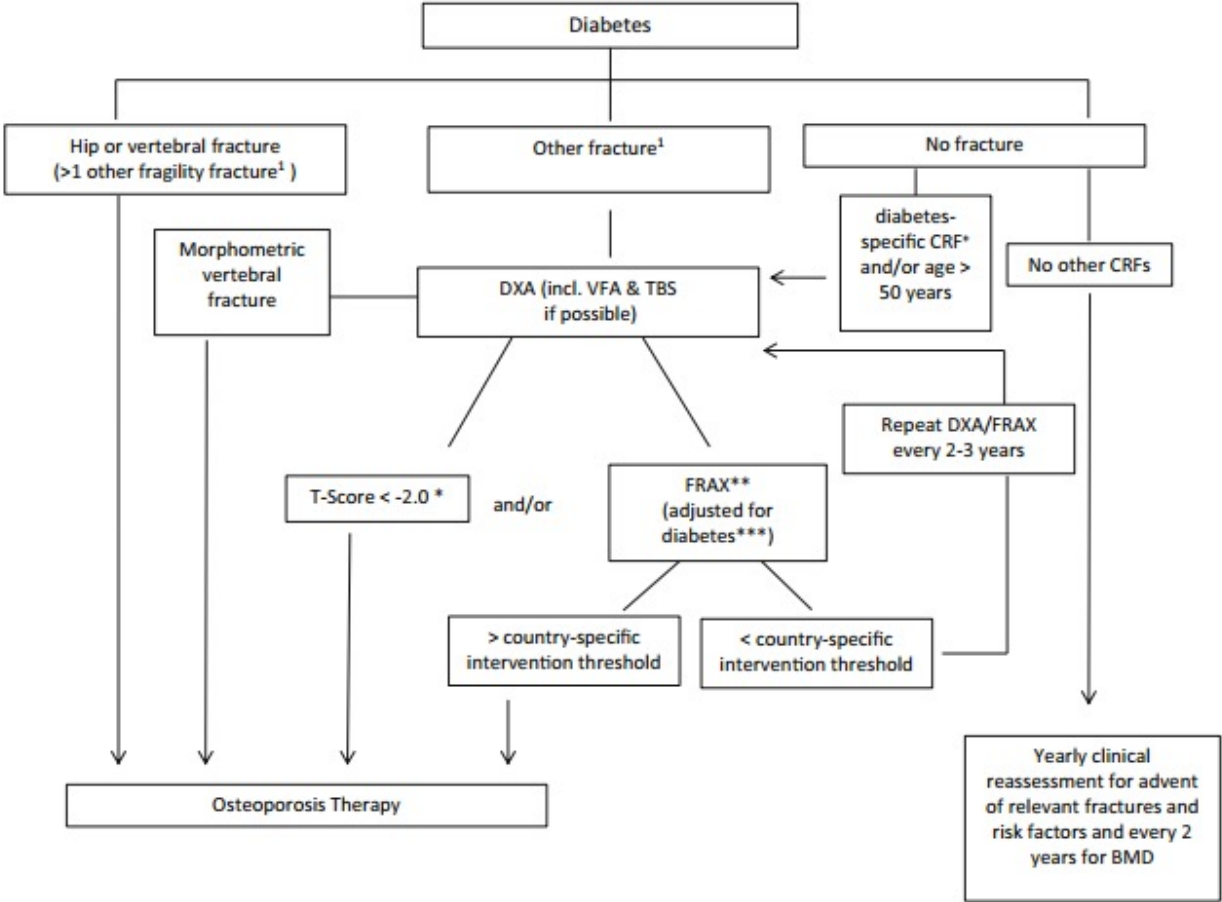 Diabetes
Hip or vertebral fracture
(>1 other fragility fracture¹ )
Other fracture¹
No fracture
Morphometric
vertebral
fracture
DXA (incl. VFA & TBS
if possible)
diabetes-
specific CRF⁺
and/or age >
50 years
No other CRFs
Repeat DXA/FRAX
every 2-3 years
T-Score < -2.0 *
and/or
FRAX**
(adjusted for
diabetes***)
> country-specific
intervention threshold
< country-specific
intervention threshold
Osteoporosis Therapy
Yearly clinical
reassessment for advent
of relevant fractures and
risk factors and every 2
years for BMD